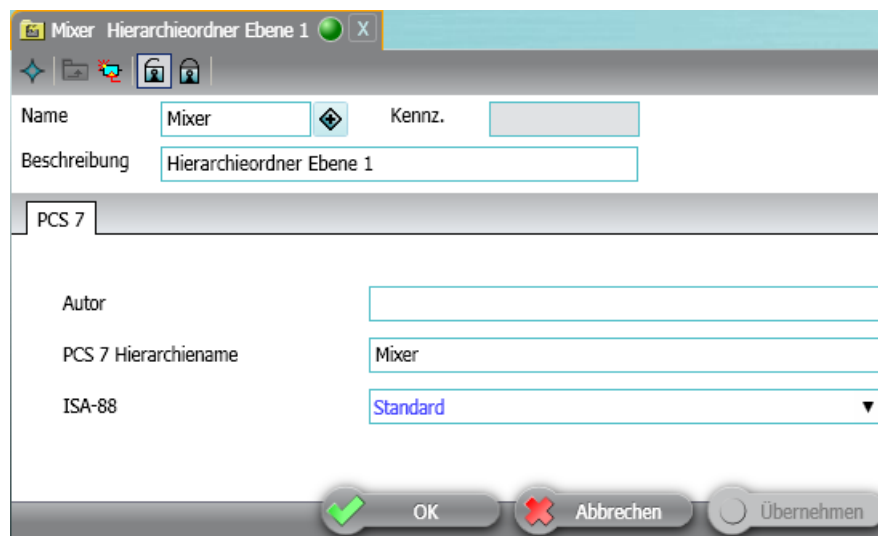 Mixer Hierarchieordner Ebene 1 X
Name Mixer Kennz.
Beschreibung Hierarchieordner Ebene 1
PCS 7
Autor
PCS 7 Hierarchiename Mixer
ISA-88 Standard
OK Abbrechen Übernehmen